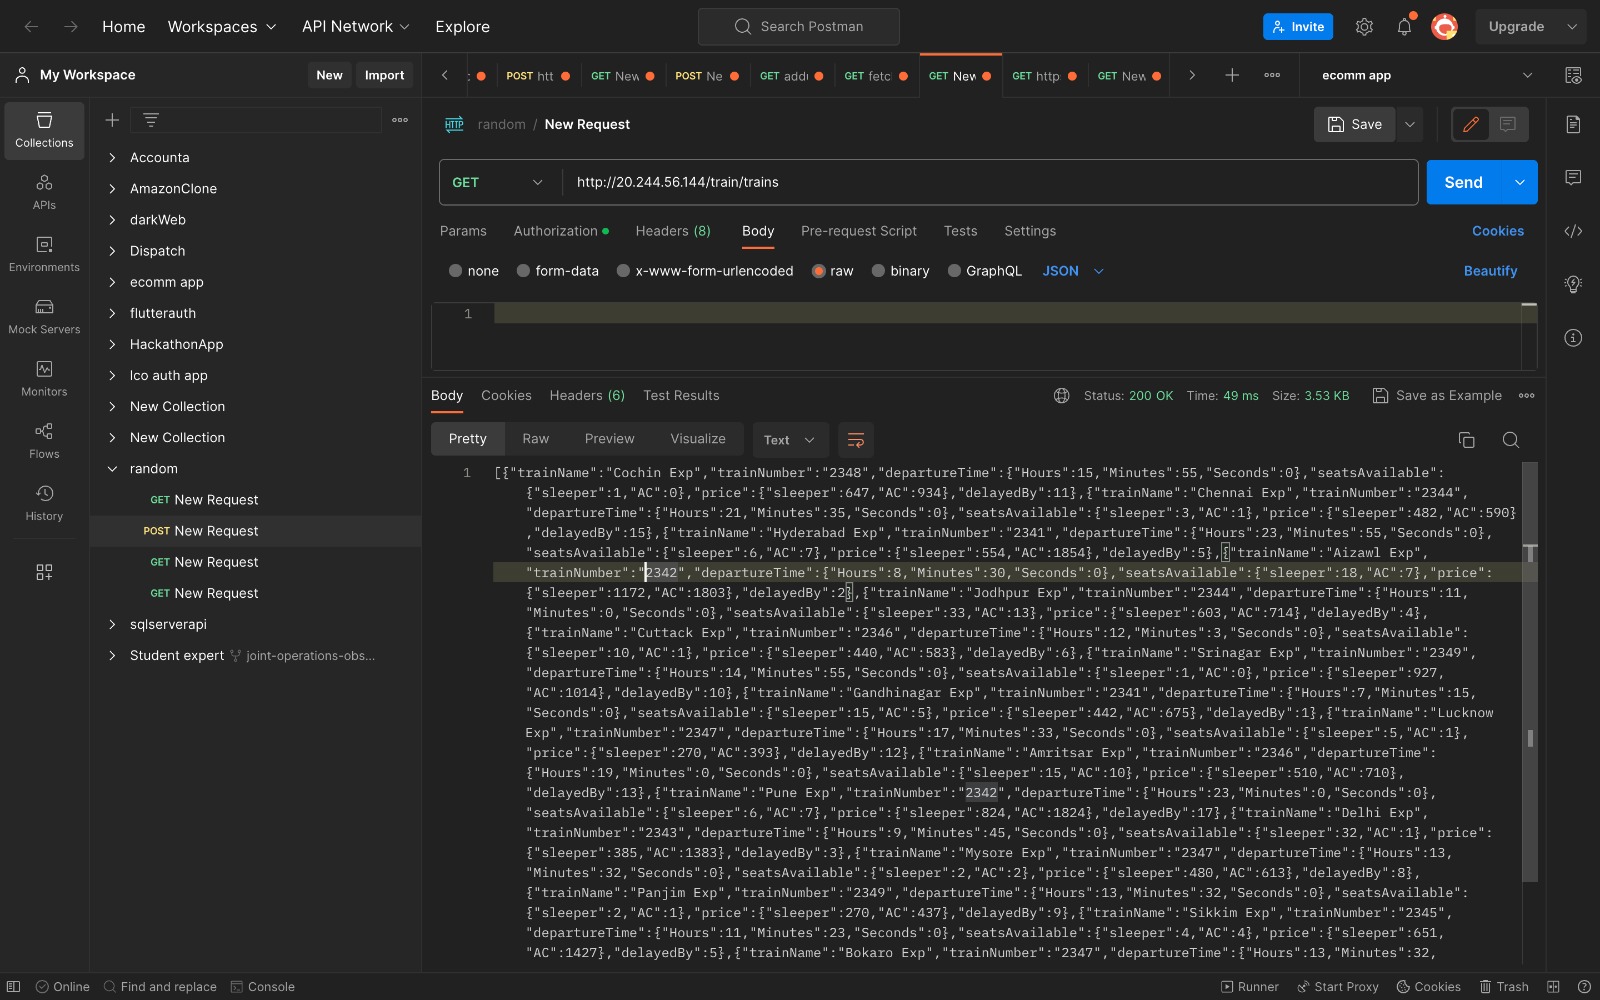 Home
Workspaces
API Network
Explore
Search Postman
Invite
Upgrade
My Workspace
New
Import
POST htt
GET New
POST Ne
GET addu
GET fetc
GET New
GET http
GET New
ecomm app
Collections
APIs
Environments
Mock Servers
Monitors
Flows
History
Accounta
AmazonClone
darkWeb
Dispatch
ecomm app
flutterauth
HackathonApp
lco auth app
New Collection
New Collection
random
GET New Request
POST New Request
GET New Request
GET New Request
sqlserverapi
Student expert joint-operations-obs...
HTTP random / New Request
Save
GET http://20.244.56.144/train/trains
Send
Params Authorization Headers (8) Body Pre-request Script Tests Settings Cookies
none form-data x-www-form-urlencoded raw binary GraphQL JSON Beautify
1
Body Cookies Headers (6) Test Results Status: 200 OK Time: 49 ms Size: 3.53 KB Save as Example
Pretty Raw Preview Visualize Text
1 [{"trainName":"Cochin Exp","trainNumber":"2348","departureTime":{"Hours":15,"Minutes":55,"Seconds":0},"seatsAvailable":
{"sleeper":1,"AC":0},"price":{"sleeper":647,"AC":934},"delayedBy":11},{"trainName":"Chennai Exp","trainNumber":"2344",
"departureTime":{"Hours":21,"Minutes":35,"Seconds":0},"seatsAvailable":{"sleeper":3,"AC":1},"price":{"sleeper":482,"AC":590}
,"delayedBy":15},{"trainName":"Hyderabad Exp","trainNumber":"2341","departureTime":{"Hours":23,"Minutes":55,"Seconds":0},
"seatsAvailable":{"sleeper":6,"AC":7},"price":{"sleeper":554,"AC":1854},"delayedBy":5},{"trainName":"Aizawl Exp",
"trainNumber":"2342","departureTime":{"Hours":8,"Minutes":30,"Seconds":0},"seatsAvailable":{"sleeper":18,"AC":7},"price":
{"sleeper":1172,"AC":1803},"delayedBy":2},{"trainName":"Jodhpur Exp","trainNumber":"2344","departureTime":{"Hours":11,
"Minutes":0,"Seconds":0},"seatsAvailable":{"sleeper":33,"AC":13},"price":{"sleeper":603,"AC":714},"delayedBy":4},
{"trainName":"Cuttack Exp","trainNumber":"2346","departureTime":{"Hours":12,"Minutes":3,"Seconds":0},"seatsAvailable":
{"sleeper":10,"AC":1},"price":{"sleeper":440,"AC":583},"delayedBy":6},{"trainName":"Srinagar Exp","trainNumber":"2349",
"departureTime":{"Hours":14,"Minutes":55,"Seconds":0},"seatsAvailable":{"sleeper":1,"AC":0},"price":{"sleeper":927,
"AC":1014},"delayedBy":10},{"trainName":"Gandhinagar Exp","trainNumber":"2341","departureTime":{"Hours":7,"Minutes":15,
"Seconds":0},"seatsAvailable":{"sleeper":15,"AC":5},"price":{"sleeper":442,"AC":675},"delayedBy":1},{"trainName":"Lucknow
Exp","trainNumber":"2347","departureTime":{"Hours":17,"Minutes":33,"Seconds":0},"seatsAvailable":{"sleeper":5,"AC":1},
"price":{"sleeper":270,"AC":393},"delayedBy":12},{"trainName":"Amritsar Exp","trainNumber":"2346","departureTime":
{"Hours":19,"Minutes":0,"Seconds":0},"seatsAvailable":{"sleeper":15,"AC":10},"price":{"sleeper":510,"AC":710},
"delayedBy":13},{"trainName":"Pune Exp","trainNumber":"2342","departureTime":{"Hours":23,"Minutes":0,"Seconds":0},
"seatsAvailable":{"sleeper":6,"AC":7},"price":{"sleeper":824,"AC":1824},"delayedBy":17},{"trainName":"Delhi Exp",
"trainNumber":"2343","departureTime":{"Hours":9,"Minutes":45,"Seconds":0},"seatsAvailable":{"sleeper":32,"AC":1},"price":
{"sleeper":385,"AC":1383},"delayedBy":3},{"trainName":"Mysore Exp","trainNumber":"2347","departureTime":{"Hours":13,
"Minutes":32,"Seconds":0},"seatsAvailable":{"sleeper":2,"AC":2},"price":{"sleeper":480,"AC":613},"delayedBy":8},
{"trainName":"Panjim Exp","trainNumber":"2349","departureTime":{"Hours":13,"Minutes":32,"Seconds":0},"seatsAvailable":
{"sleeper":2,"AC":1},"price":{"sleeper":270,"AC":437},"delayedBy":9},{"trainName":"Sikkim Exp","trainNumber":"2345",
"departureTime":{"Hours":11,"Minutes":23,"Seconds":0},"seatsAvailable":{"sleeper":4,"AC":4},"price":{"sleeper":651,
"AC":1427},"delayedBy":5},{"trainName":"Bokaro Exp","trainNumber":"2347","departureTime":{"Hours":13,"Minutes":32,
Online Find and replace Console Runner Start Proxy Cookies Trash